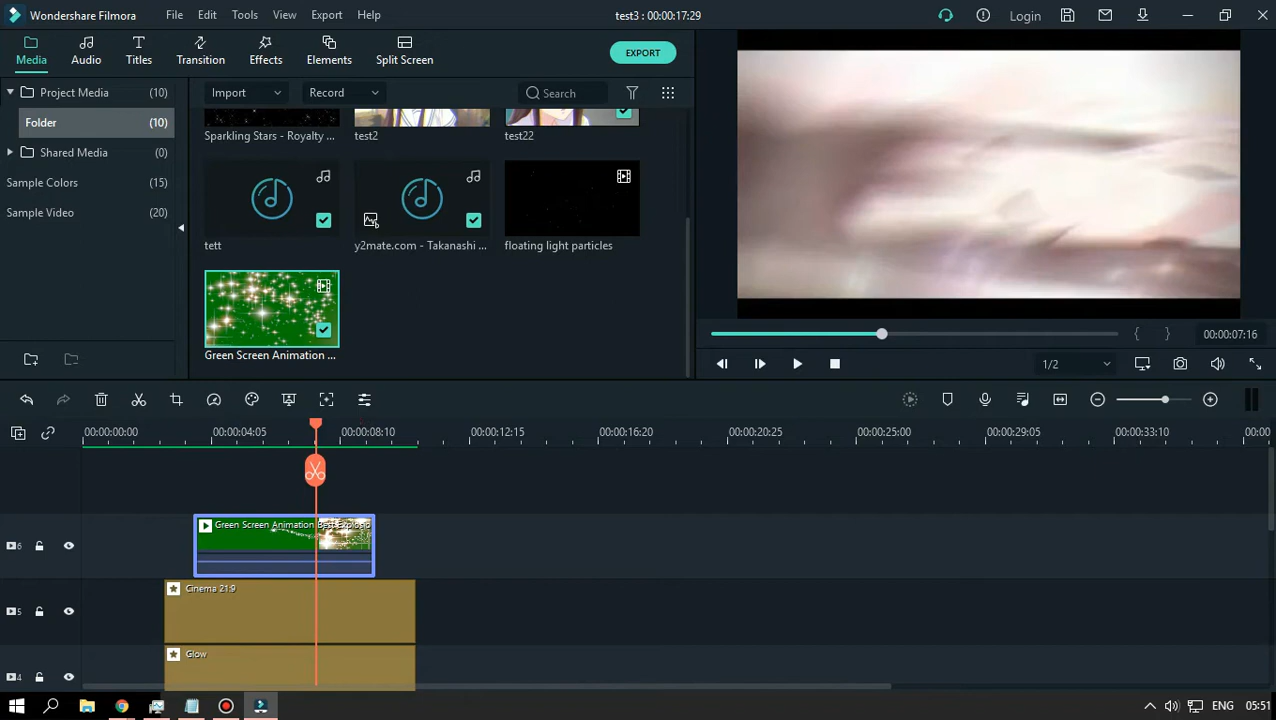 Wondershare Filmora File Edit Tools View Export Help test3 : 00:00:17:29 Login
Media Audio Titles Transition Effects Elements Split Screen EXPORT
Project Media (10)
Folder (10)
Shared Media (0)
Sample Colors (15)
Sample Video (20)
Import Record Search
Sparkling Stars - Royalty ... test2 test22
tett y2mate.com - Takanashi ... floating light particles
Green Screen Animation ...
00:00:07:16
1/2
00:00:00:00 00:00:04:05 00:00:08:10 00:00:12:15 00:00:16:20 00:00:20:25 00:00:25:00 00:00:29:05 00:00:33:10 00:00
6 Green Screen Animation Best Explosio
5 Cinema 21:9
4 Glow
ENG 05:51